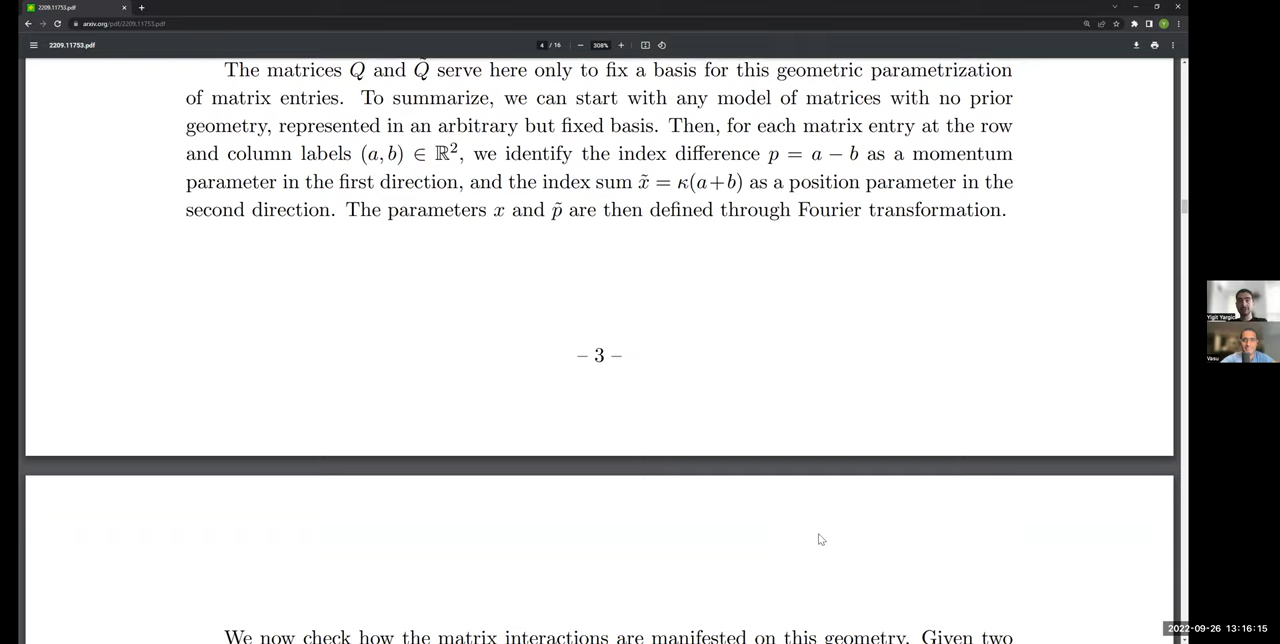 2209.11753.pdf
arxiv.org/pdf/2209.11753.pdf
2209.11753.pdf 4 / 16 308%
The matrices Q and Q̃ serve here only to fix a basis for this geometric parametrization
of matrix entries. To summarize, we can start with any model of matrices with no prior
geometry, represented in an arbitrary but fixed basis. Then, for each matrix entry at the row
and column labels (a, b) ∈ ℝ², we identify the index difference p = a − b as a momentum
parameter in the first direction, and the index sum x̃ = κ(a+b) as a position parameter in the
second direction. The parameters x and p̃ are then defined through Fourier transformation.
– 3 –
We now check how the matrix interactions are manifested on this geometry. Given two
Yigit Yargic
Vasu
2022-09-26 13:16:15